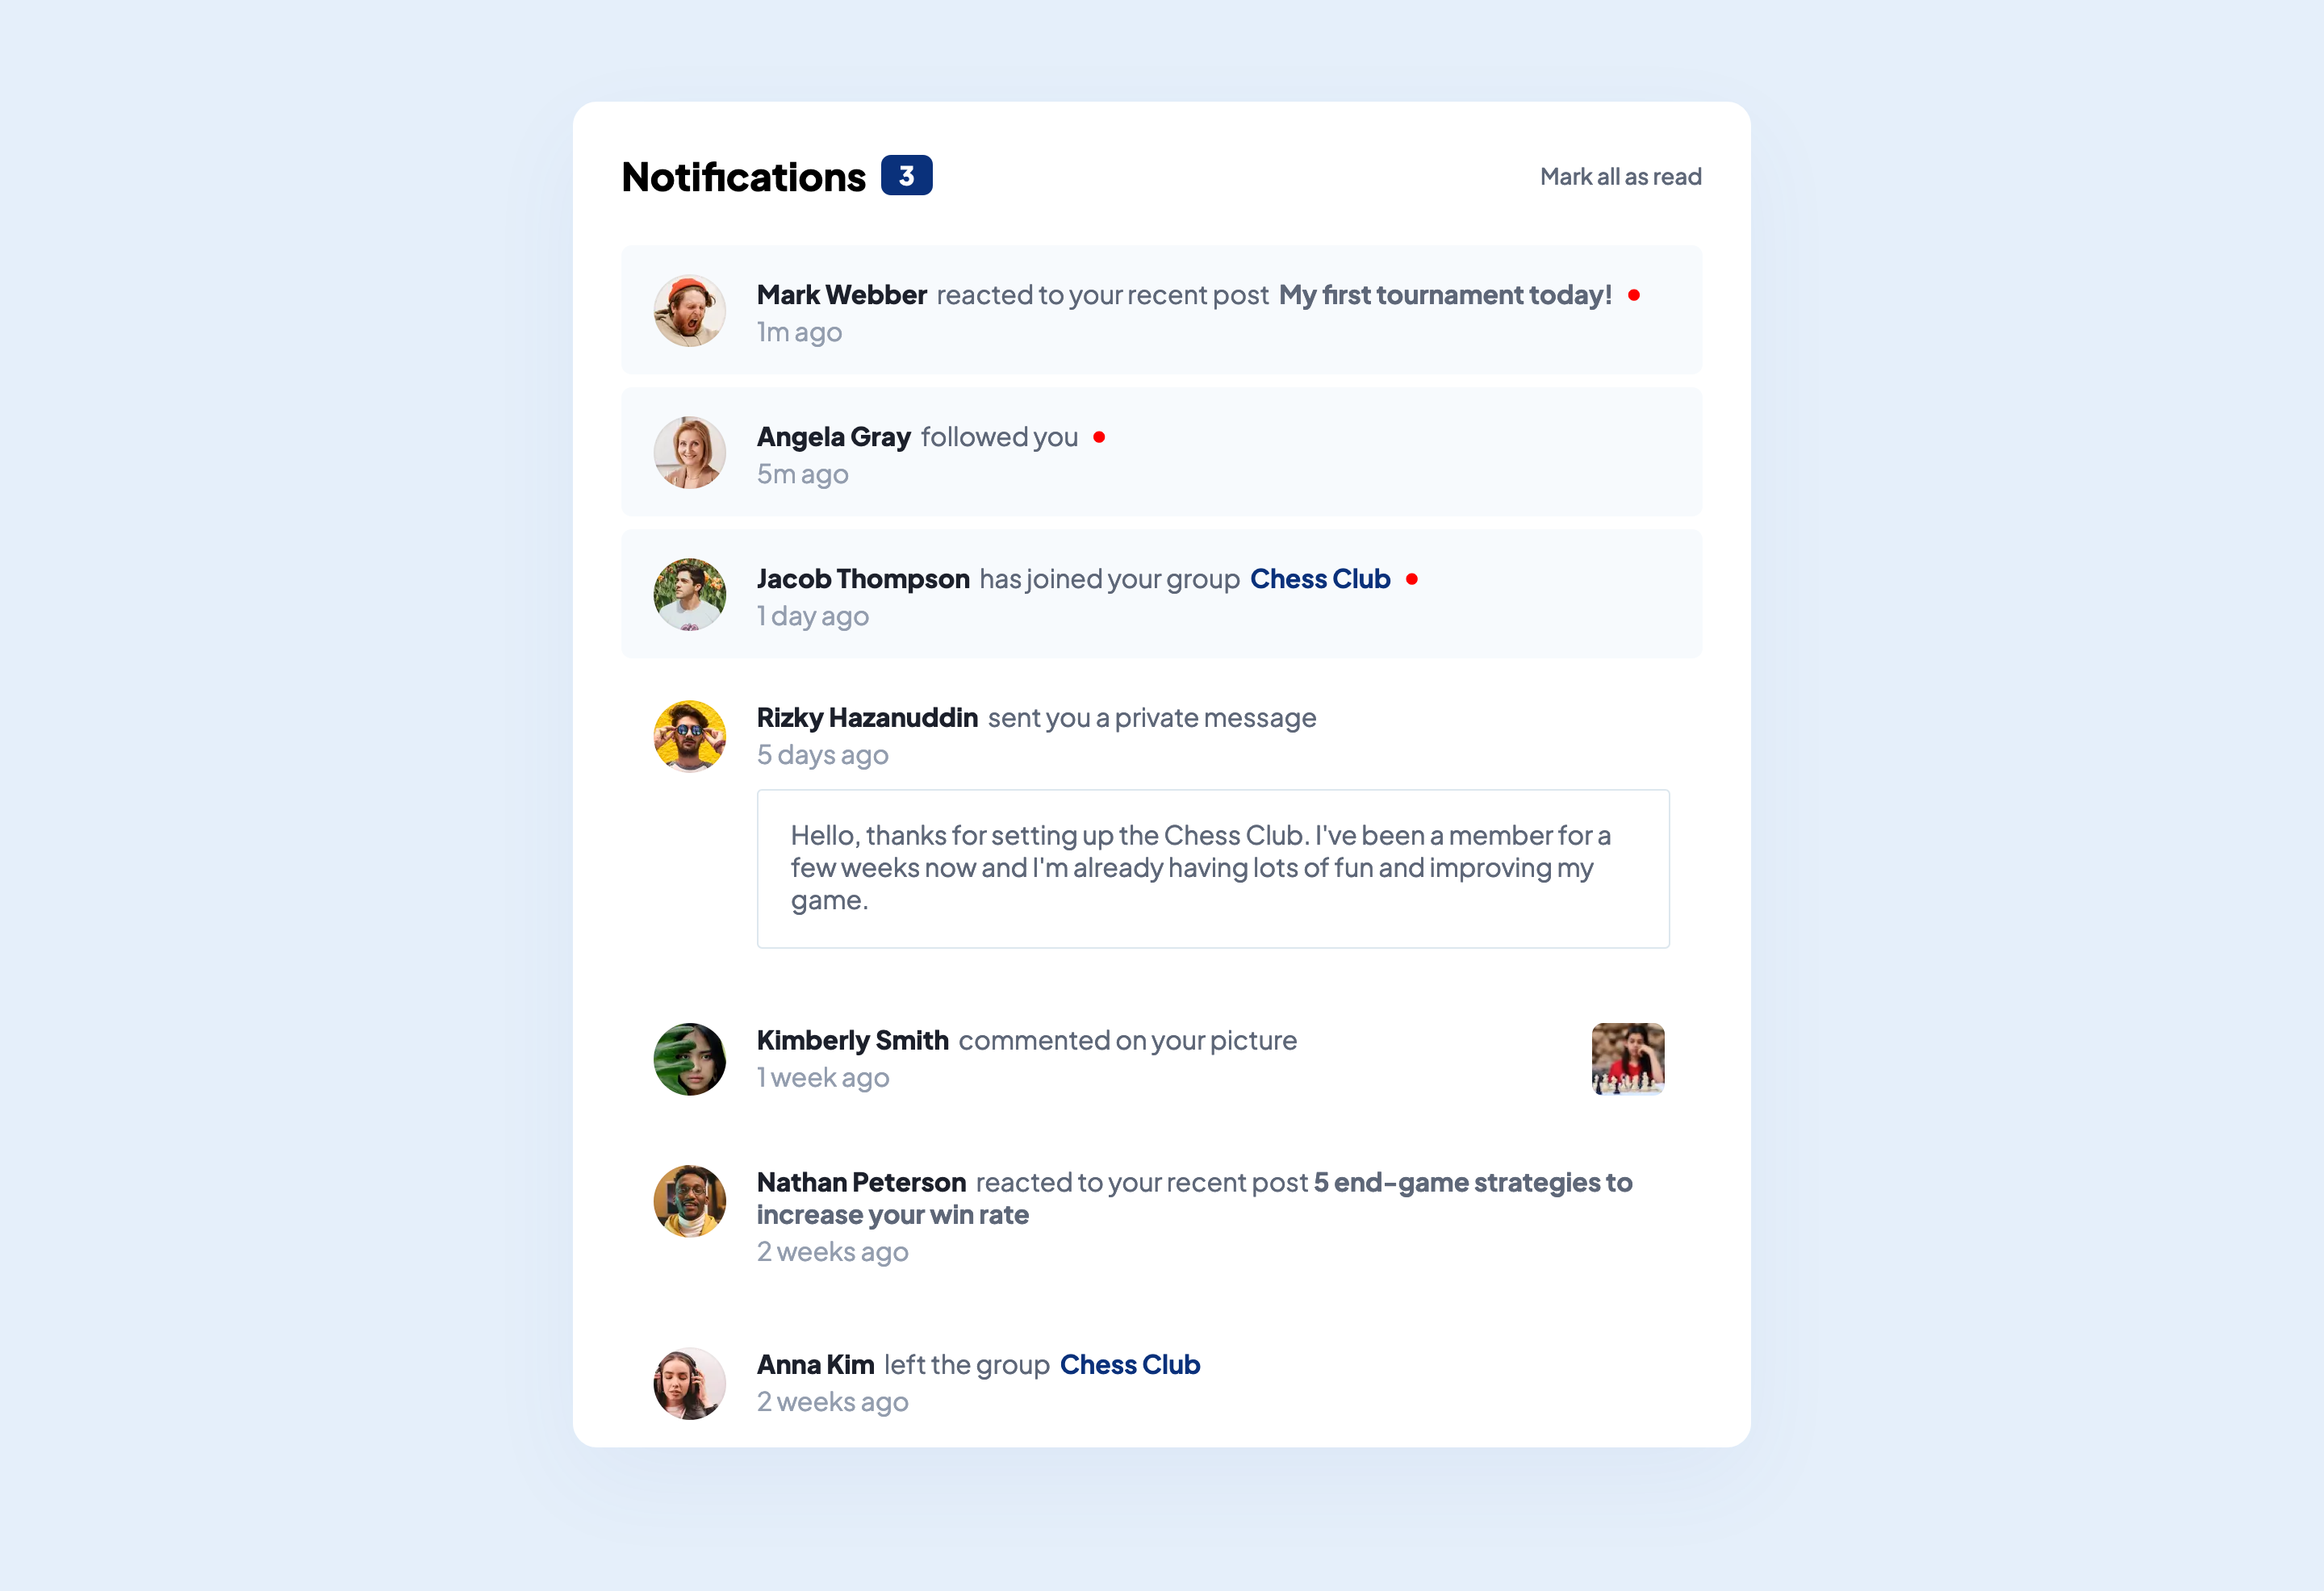 Notifications 3
Mark all as read
Mark Webber reacted to your recent post My first tournament today!
1m ago
Angela Gray followed you
5m ago
Jacob Thompson has joined your group Chess Club
1 day ago
Rizky Hazanuddin sent you a private message
5 days ago
Hello, thanks for setting up the Chess Club. I've been a member for a
few weeks now and I'm already having lots of fun and improving my
game.
Kimberly Smith commented on your picture
1 week ago
Nathan Peterson reacted to your recent post 5 end-game strategies to
increase your win rate
2 weeks ago
Anna Kim left the group Chess Club
2 weeks ago